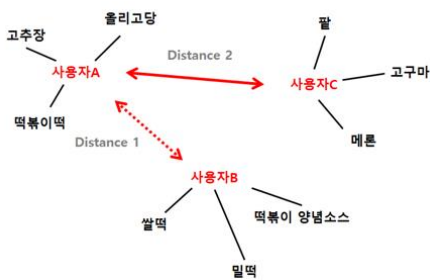 올리고당
고추장
사용자A
떡볶이떡
Distance 2
팥
고구마
사용자C
메론
Distance 1
사용자B
쌀떡
떡볶이 양념소스
밀떡